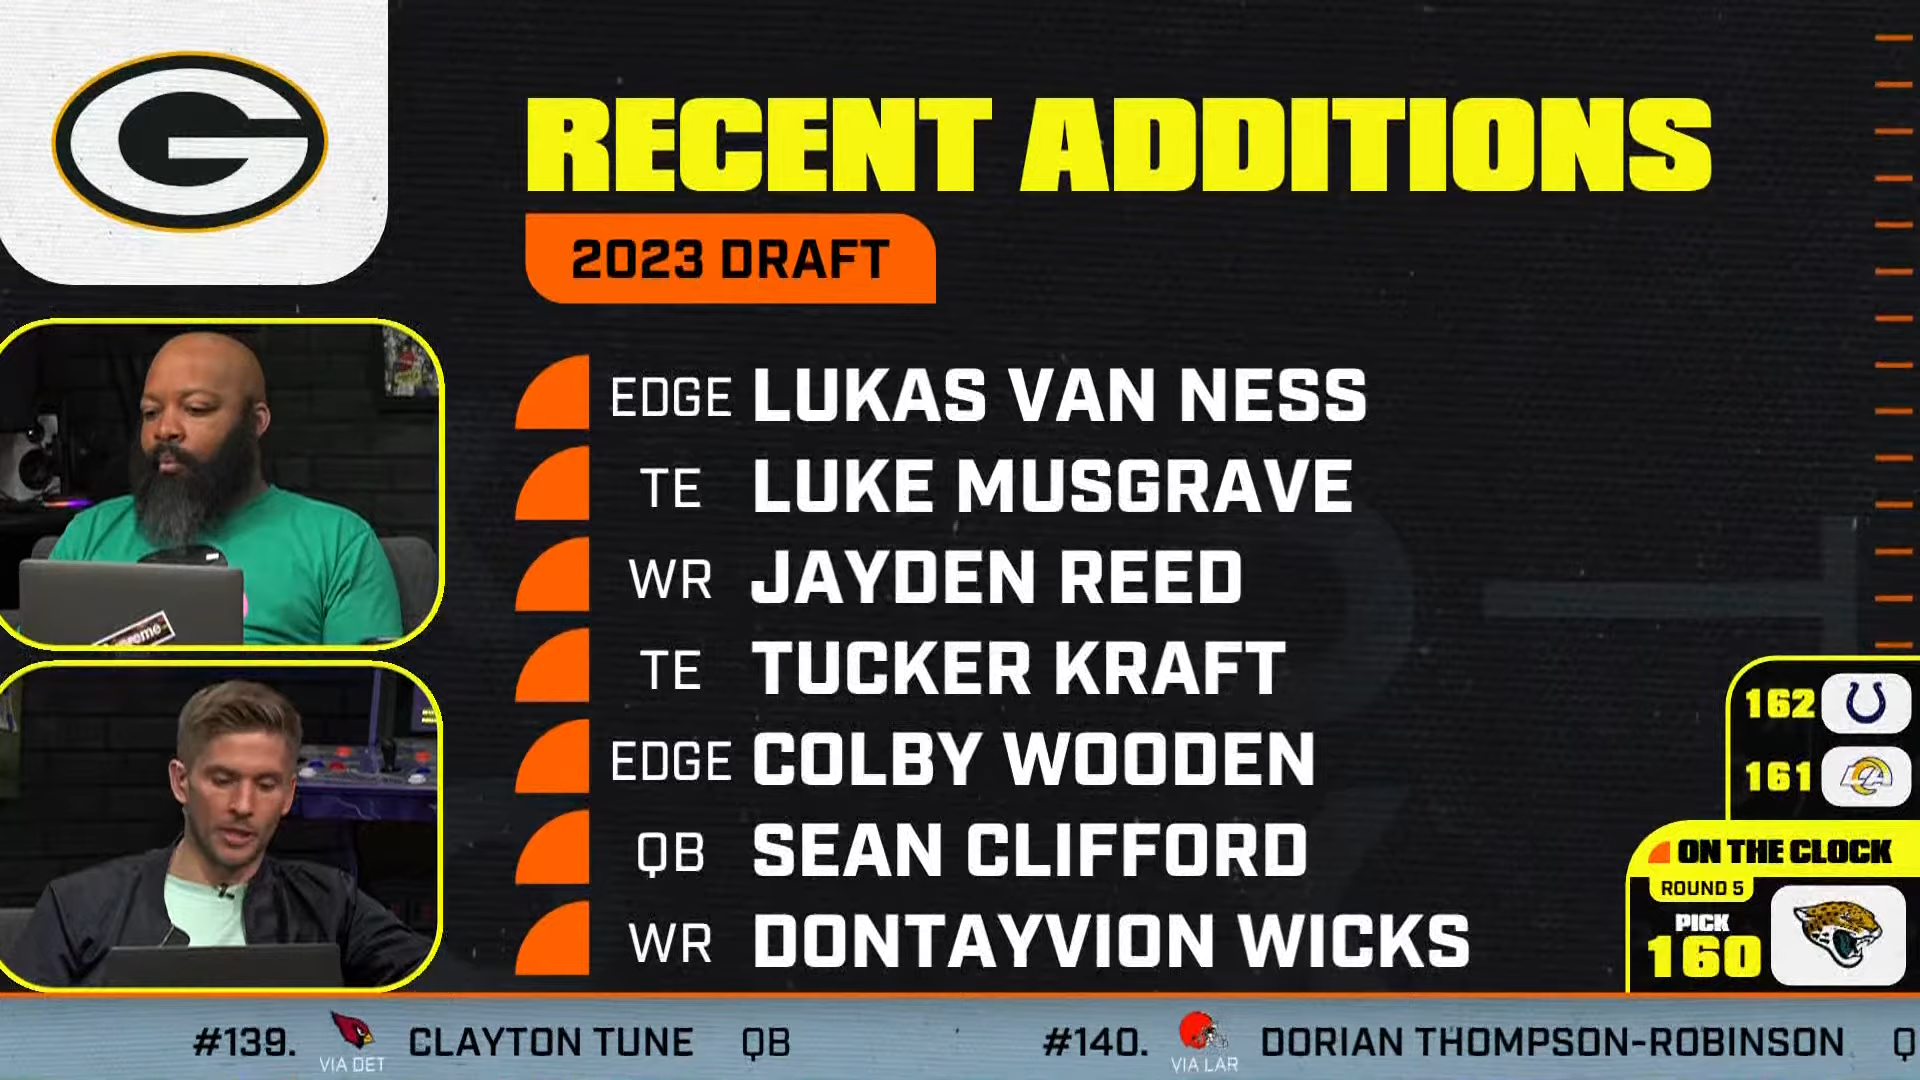 RECENT ADDITIONS
2023 DRAFT
EDGE LUKAS VAN NESS
TE LUKE MUSGRAVE
WR JAYDEN REED
TE TUCKER KRAFT
EDGE COLBY WOODEN
QB SEAN CLIFFORD
WR DONTAYVION WICKS
162
161
ON THE CLOCK
ROUND 5
PICK
160
#139. VIA DET CLAYTON TUNE QB
#140. VIA LAR DORIAN THOMPSON-ROBINSON Q